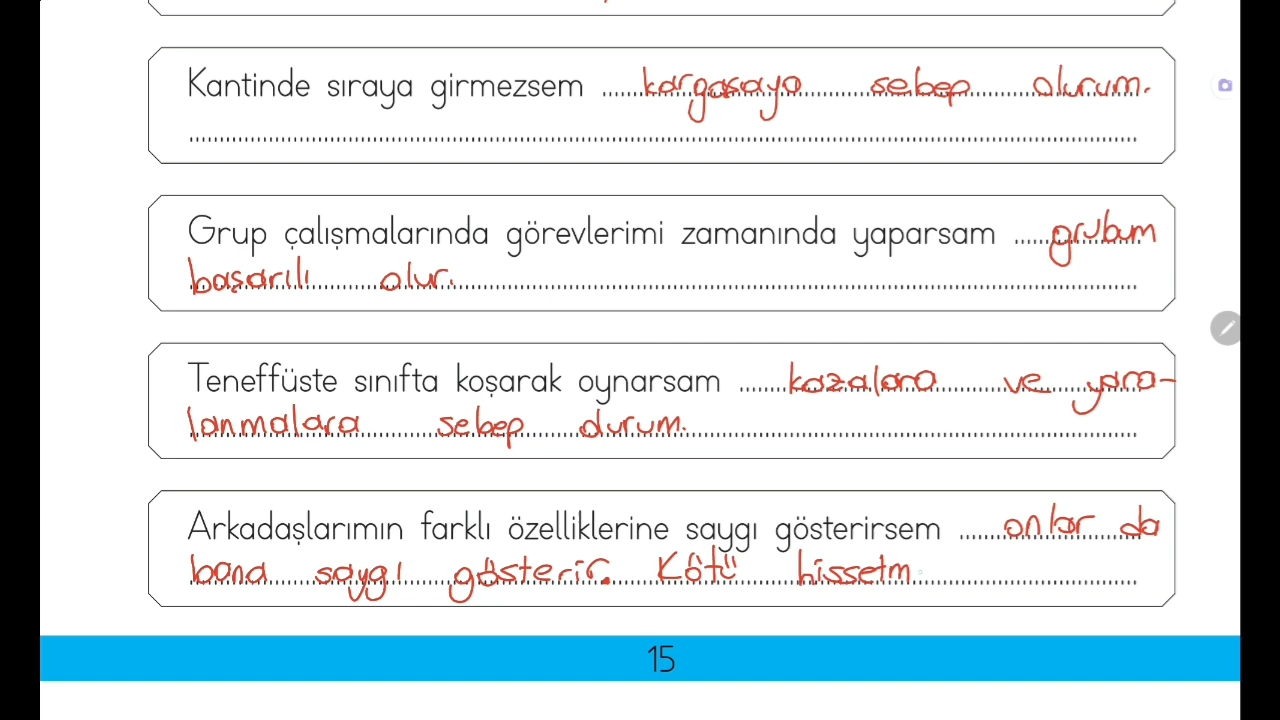 Kantinde sıraya girmezsem kargaşaya sebep olurum.
Grup çalışmalarında görevlerimi zamanında yaparsam grubum
başarılı olur.
Teneffüste sınıfta koşarak oynarsam kazalara ve yara-
lanmalara sebep durum.
Arkadaşlarımın farklı özelliklerine saygı gösterirsem onlar da
bana saygı gösterir. Kötü hissetm
15